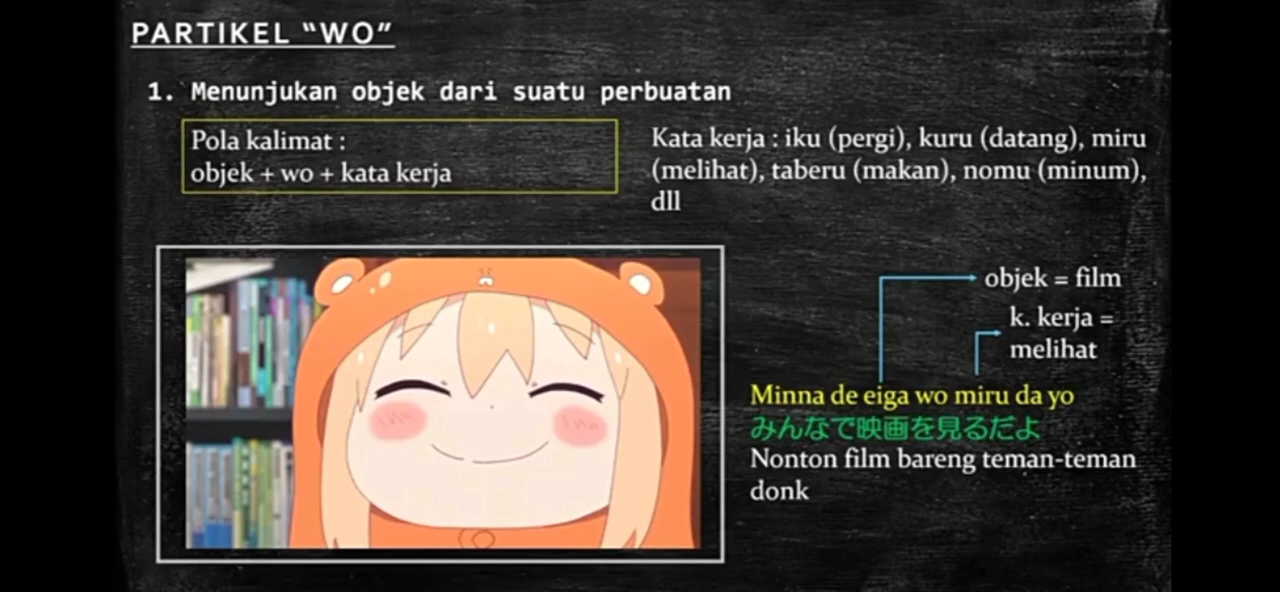 PARTIKEL “WO”
1. Menunjukan objek dari suatu perbuatan
Pola kalimat :
objek + wo + kata kerja
Kata kerja : iku (pergi), kuru (datang), miru
(melihat), taberu (makan), nomu (minum),
dll
objek = film
k. kerja =
melihat
Minna de eiga wo miru da yo
みんなで映画を見るだよ
Nonton film bareng teman-teman
donk